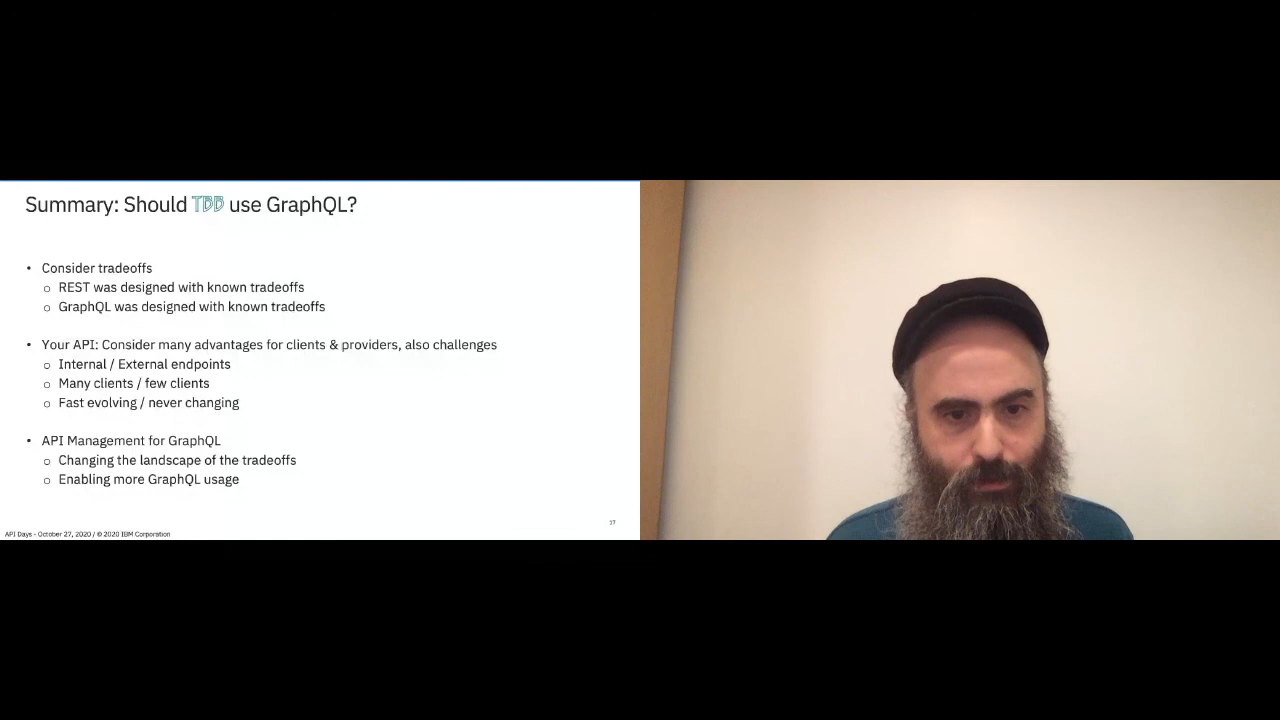 Summary: Should TBB use GraphQL?
• Consider tradeoffs
o REST was designed with known tradeoffs
o GraphQL was designed with known tradeoffs
• Your API: Consider many advantages for clients & providers, also challenges
o Internal / External endpoints
o Many clients / few clients
o Fast evolving / never changing
• API Management for GraphQL
o Changing the landscape of the tradeoffs
o Enabling more GraphQL usage
API Days - October 27, 2020 / © 2020 IBM Corporation